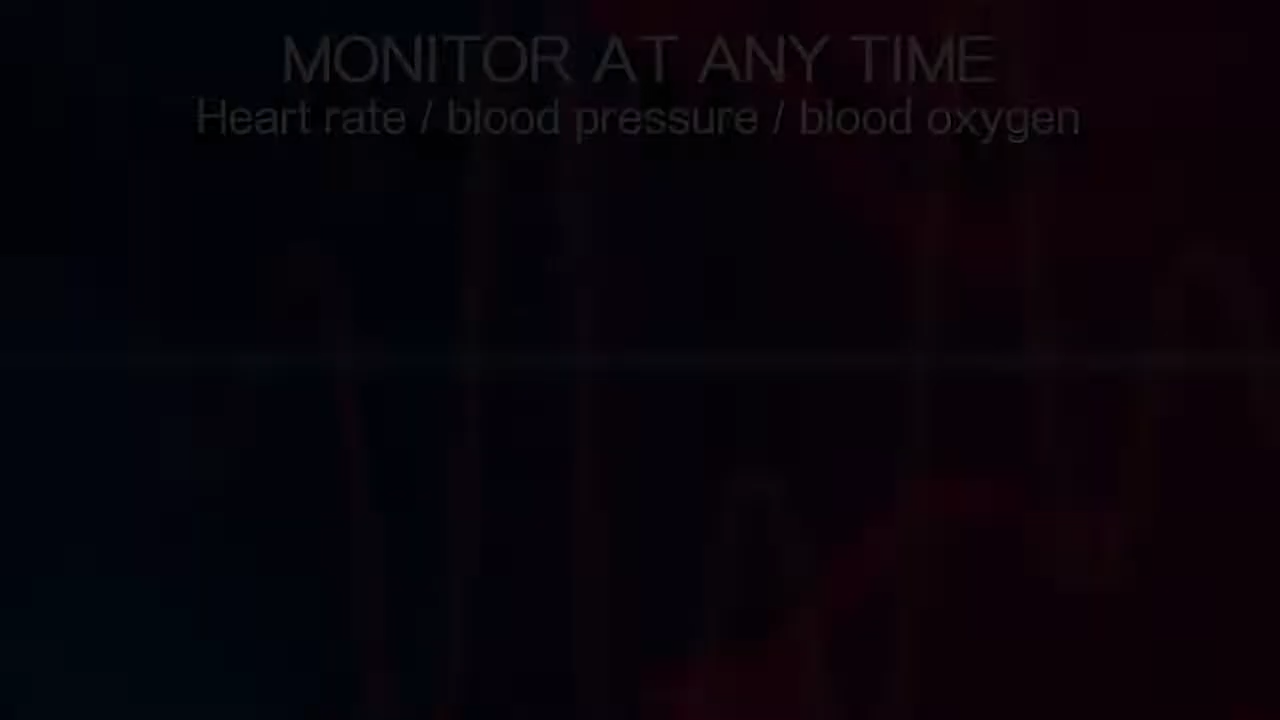 MONITOR AT ANY TIME
Heart rate / blood pressure / blood oxygen